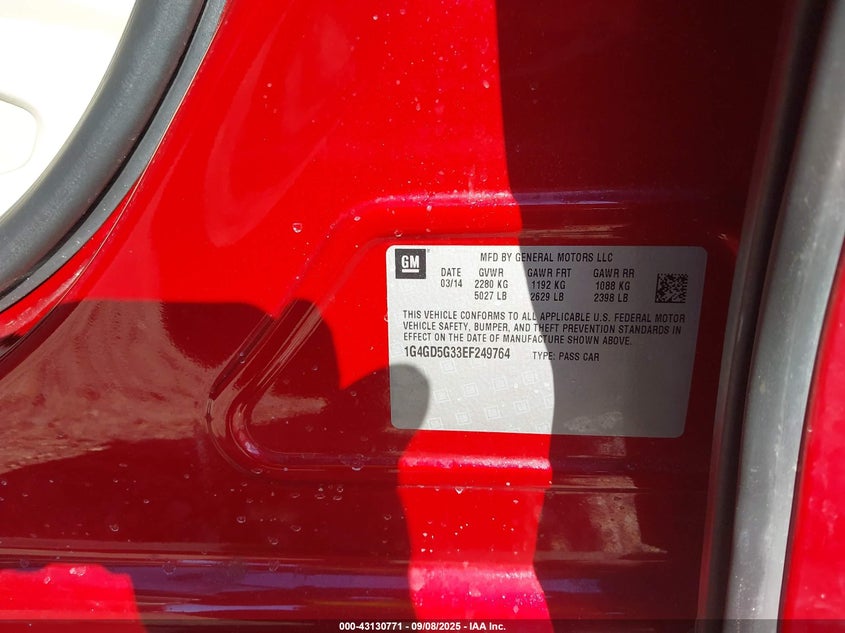 GM
MFD BY GENERAL MOTORS LLC
DATE GVWR GAWR FRT GAWR RR
03/14 2280 KG 1192 KG 1088 KG
5027 LB 2629 LB 2398 LB
THIS VEHICLE CONFORMS TO ALL APPLICABLE U.S. FEDERAL MOTOR
VEHICLE SAFETY, BUMPER, AND THEFT PREVENTION STANDARDS IN
EFFECT ON THE DATE OF MANUFACTURE SHOWN ABOVE.
1G4GD5G33EF249764 TYPE: PASS CAR
000-43130771 - 09/08/2025 - IAA Inc.